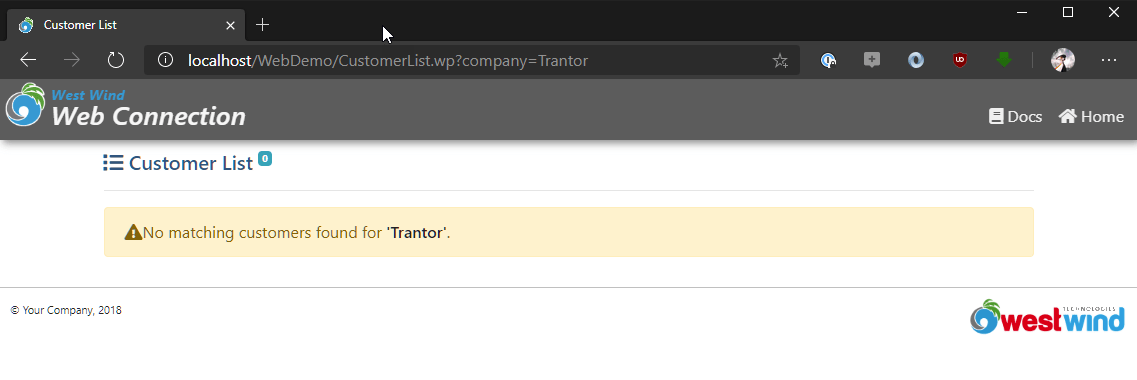 Customer List
localhost/WebDemo/CustomerList.wp?company=Trantor
West Wind
Web Connection
Docs
Home
Customer List 0
No matching customers found for 'Trantor'.
© Your Company, 2018
TECHNOLOGIES
westwind